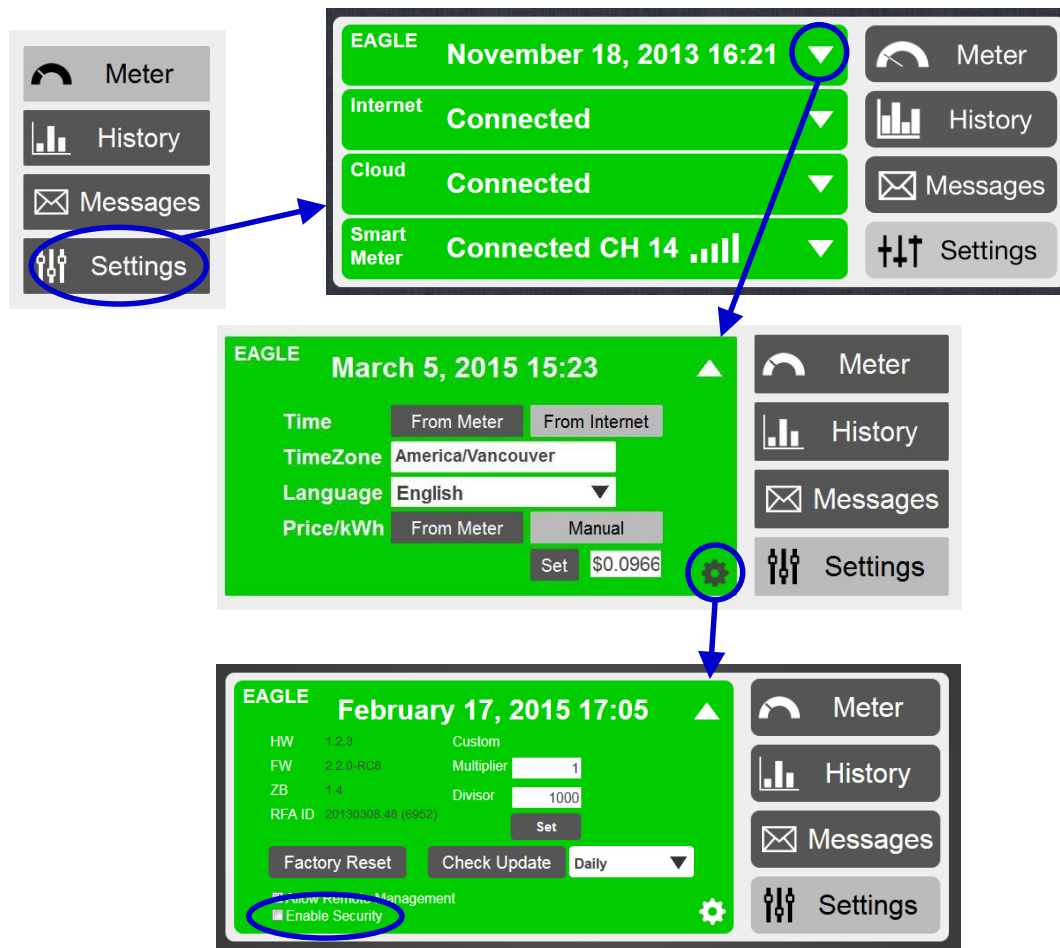 Meter
History
Messages
Settings
EAGLE
November 18, 2013 16:21
Internet
Connected
Cloud
Connected
Smart
Meter
Connected CH 14
Meter
History
Messages
Settings
EAGLE
March 5, 2015 15:23
Time From Meter From Internet
TimeZone America/Vancouver
Language English
Price/kWh From Meter Manual
Set $0.0966
Meter
History
Messages
Settings
EAGLE
February 17, 2015 17:05
HW 1.2.3 Custom
FW 2.2.0-RC8 Multiplier 1
ZB 1.4 Divisor 1000
RFA ID 20130308.48 (6952)
Set
Factory Reset Check Update Daily
Allow Remote Management
Enable Security
Meter
History
Messages
Settings